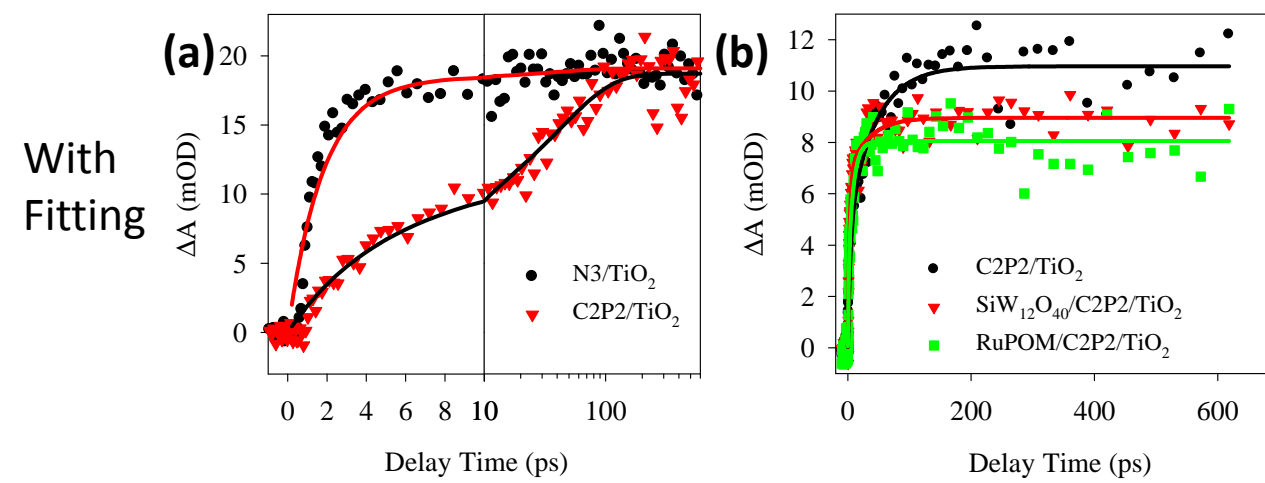 With
Fitting
(a)
ΔA (mOD)
20
15
10
5
0
N3/TiO₂
C2P2/TiO₂
0 2 4 6 8 10 10 100
Delay Time (ps)
(b)
ΔA (mOD)
12
10
8
6
4
2
0
C2P2/TiO₂
SiW₁₂O₄₀/C2P2/TiO₂
RuPOM/C2P2/TiO₂
0 200 400 600
Delay Time (ps)